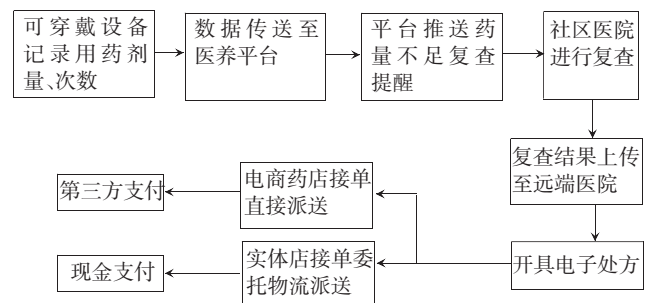 可穿戴设备
记录用药剂
量、次数
数据传送至
医养平台
平台推送药
量不足复查
提醒
社区医院
进行复查
复查结果上传
至远端医院
开具电子处方
电商药店接单
直接派送
第三方支付
实体店接单委
托物流派送
现金支付